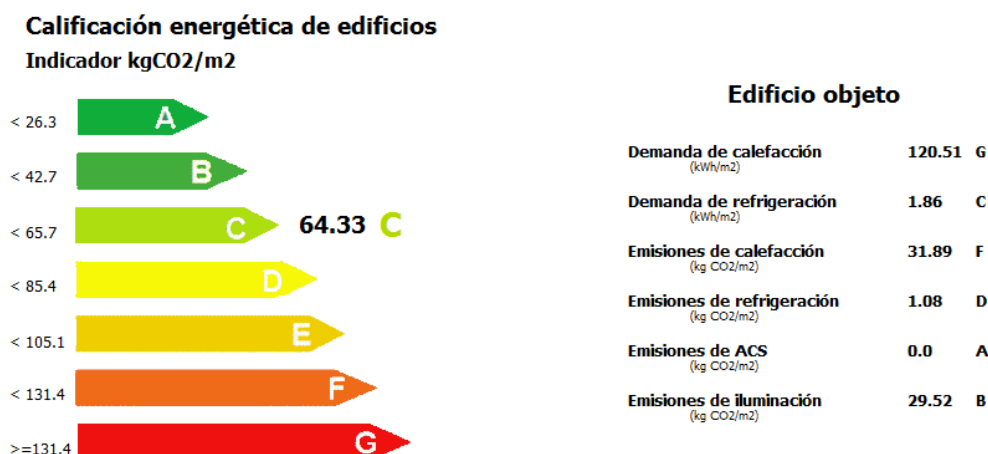 Calificación energética de edificios
Indicador kgCO2/m2
< 26.3 A
< 42.7 B
< 65.7 C 64.33 C
< 85.4 D
< 105.1 E
< 131.4 F
>=131.4 G
Edificio objeto
Demanda de calefacción 120.51 G
(kWh/m2)
Demanda de refrigeración 1.86 C
(kWh/m2)
Emisiones de calefacción 31.89 F
(kg CO2/m2)
Emisiones de refrigeración 1.08 D
(kg CO2/m2)
Emisiones de ACS 0.0 A
(kg CO2/m2)
Emisiones de iluminación 29.52 B
(kg CO2/m2)